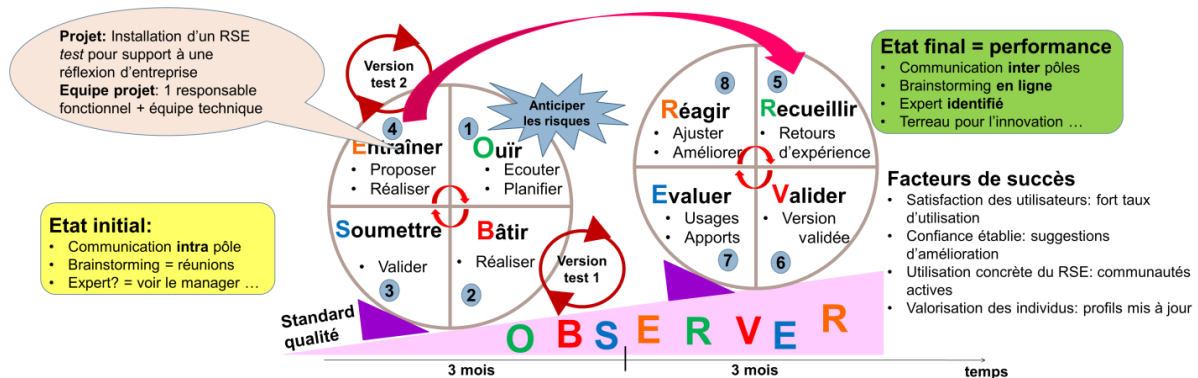 Projet: Installation d'un RSE
test pour support à une
réflexion d'entreprise
Equipe projet: 1 responsable
fonctionnel + équipe technique
Etat initial:
• Communication intra pôle
• Brainstorming = réunions
• Expert? = voir le manager …
Version
test 2
4
Entraîner
• Proposer
• Réaliser
1
Ouïr
• Ecouter
• Planifier
Anticiper
les risques
Soumettre
• Valider
3
Bâtir
• Réaliser
2
Version
test 1
8
Réagir
• Ajuster
• Améliorer
5
Recueillir
• Retours
d'expérience
Evaluer
• Usages
• Apports
7
Valider
• Version
validée
6
Etat final = performance
• Communication inter pôles
• Brainstorming en ligne
• Expert identifié
• Terreau pour l'innovation …
Facteurs de succès
• Satisfaction des utilisateurs: fort taux
d'utilisation
• Confiance établie: suggestions
d'amélioration
• Utilisation concrète du RSE: communautés
actives
• Valorisation des individus: profils mis à jour
Standard
qualité
O B S E R V E R
3 mois
3 mois
temps